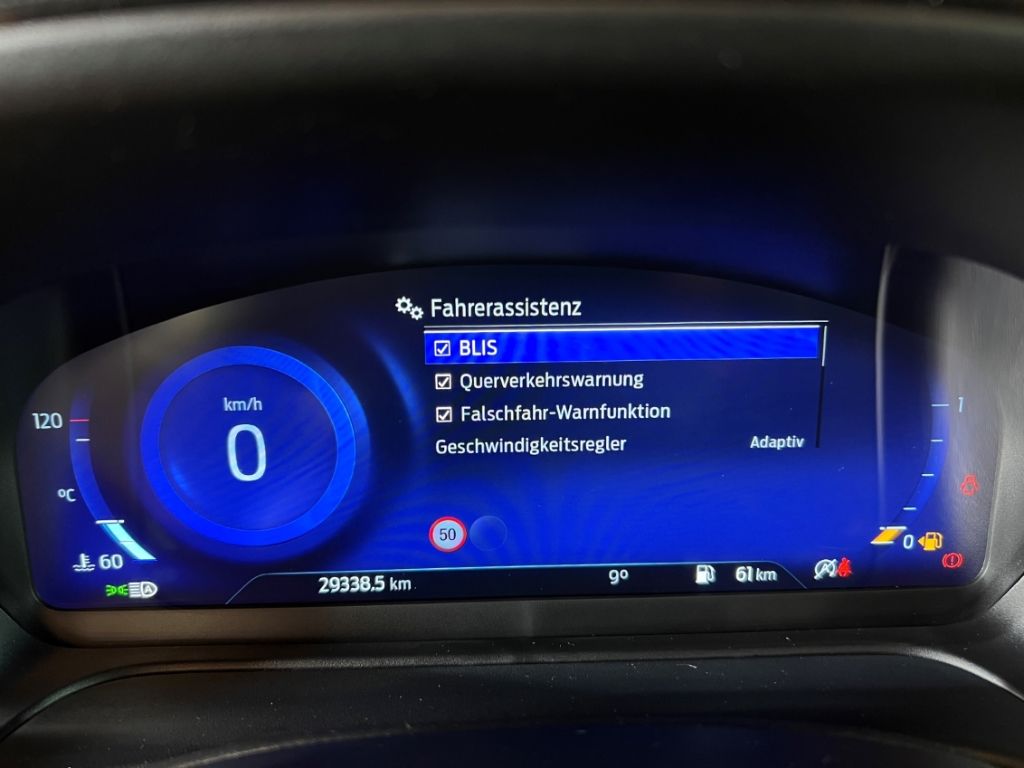 Fahrerassistenz
BLIS
Querverkehrswarnung
Falschfahr-Warnfunktion
Geschwindigkeitsregler Adaptiv
km/h
0
120
°C
60
1
0
50
A
29338.5 km
9°
61 km
A